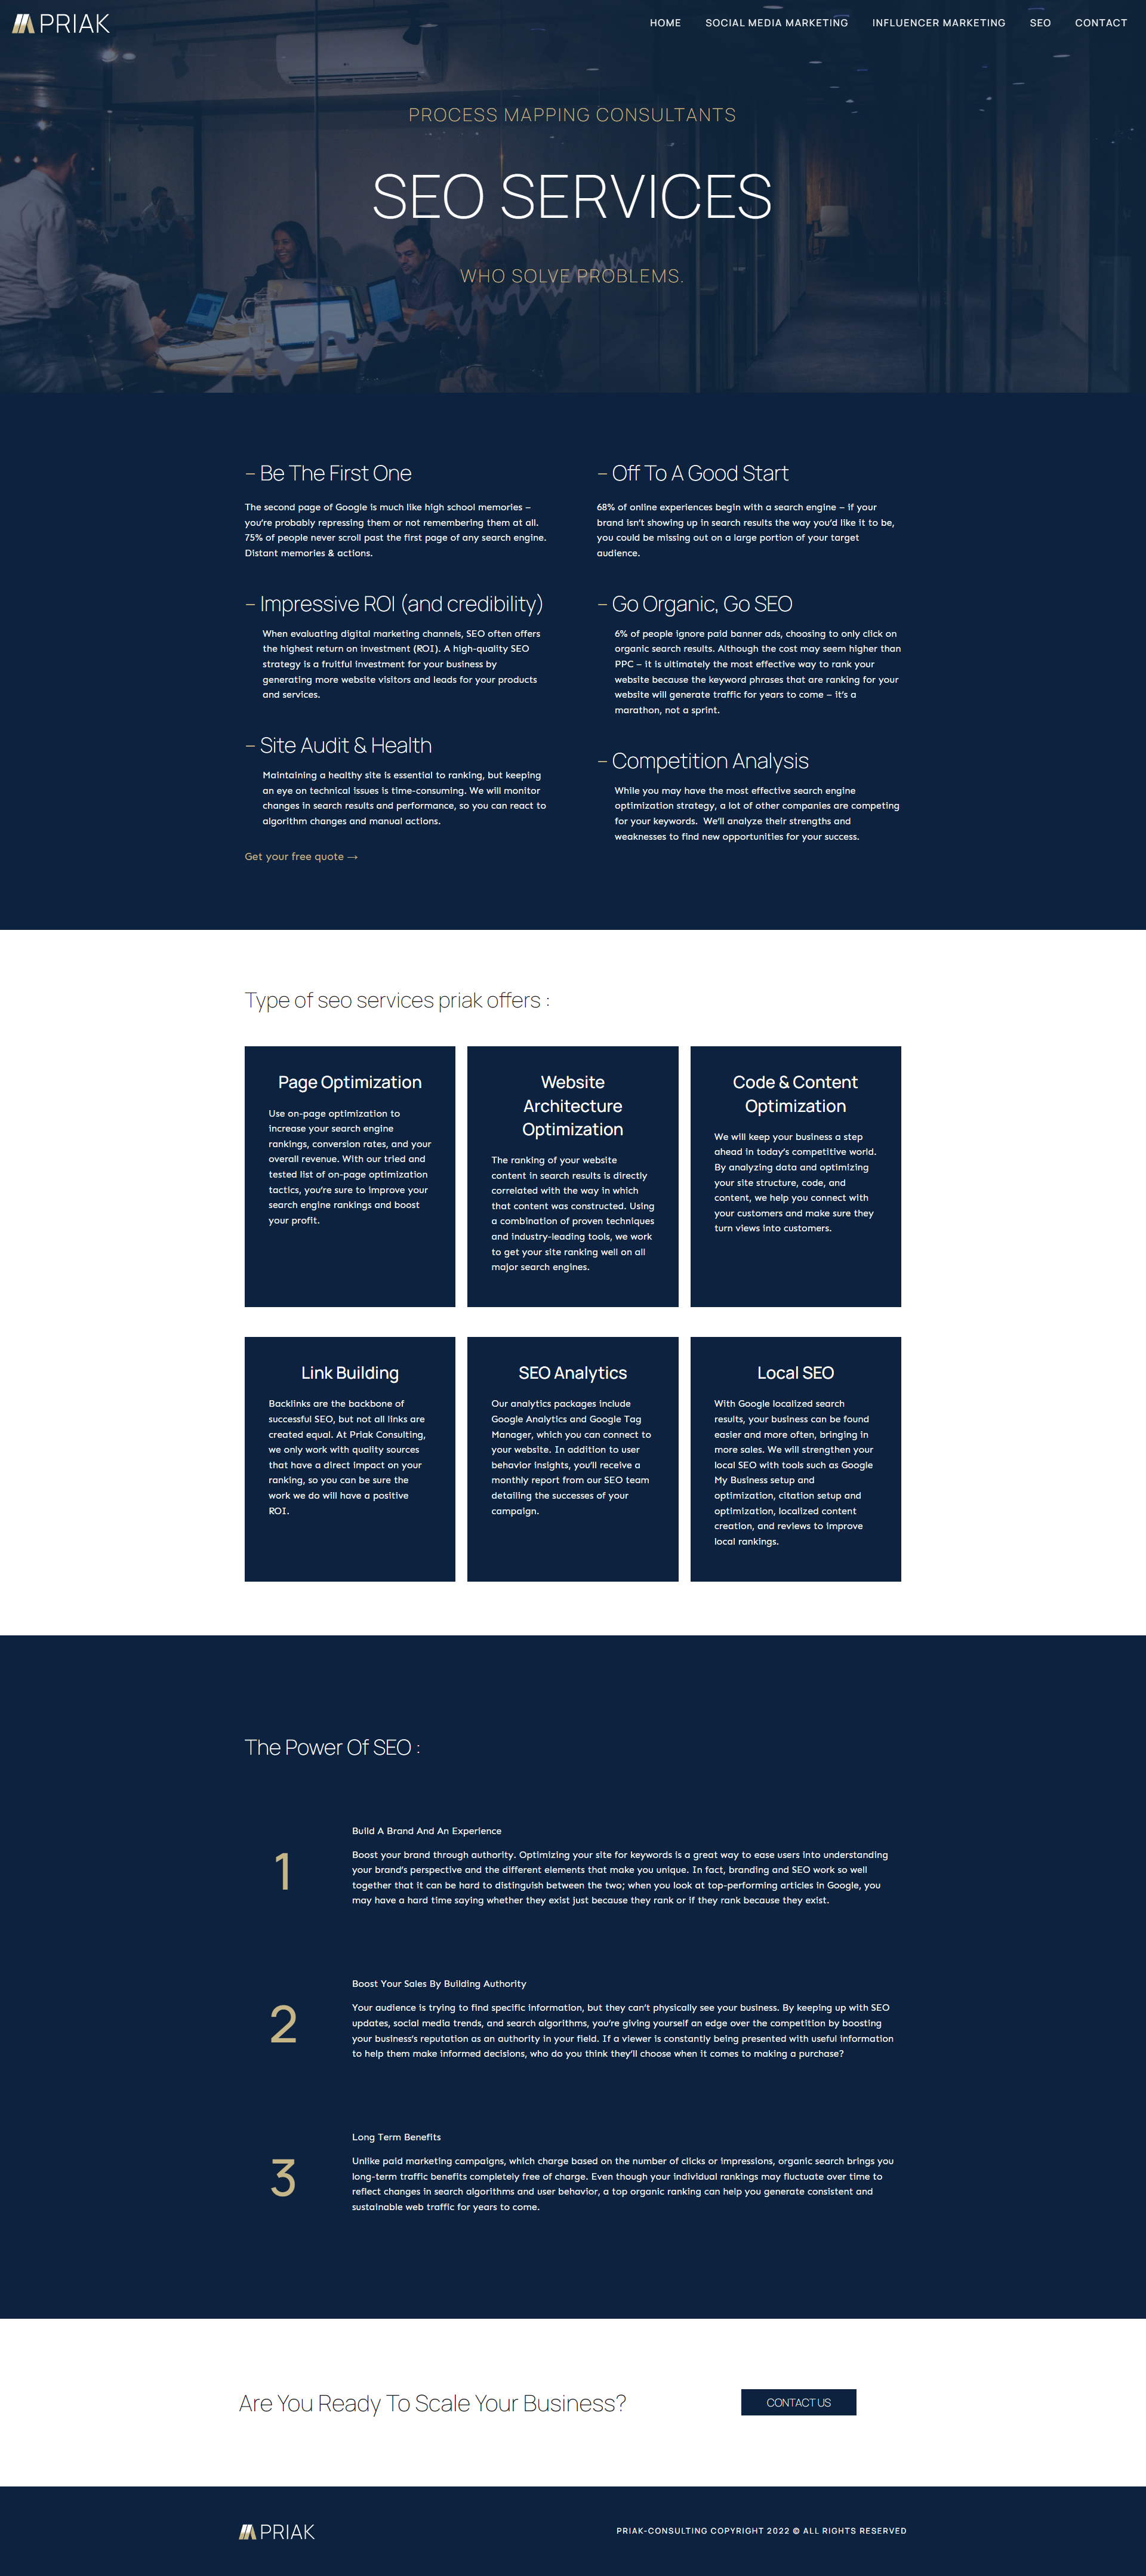 PRIAK
HOME SOCIAL MEDIA MARKETING INFLUENCER MARKETING SEO CONTACT
PROCESS MAPPING CONSULTANTS
SEO SERVICES
WHO SOLVE PROBLEMS.
– Be The First One
The second page of Google is much like high school memories –
you’re probably repressing them or not remembering them at all.
75% of people never scroll past the first page of any search engine.
Distant memories & actions.
– Impressive ROI (and credibility)
When evaluating digital marketing channels, SEO often offers
the highest return on investment (ROI). A high-quality SEO
strategy is a fruitful investment for your business by
generating more website visitors and leads for your products
and services.
– Site Audit & Health
Maintaining a healthy site is essential to ranking, but keeping
an eye on technical issues is time-consuming. We will monitor
changes in search results and performance, so you can react to
algorithm changes and manual actions.
Get your free quote →
– Off To A Good Start
68% of online experiences begin with a search engine – if your
brand isn’t showing up in search results the way you’d like it to be,
you could be missing out on a large portion of your target
audience.
– Go Organic, Go SEO
6% of people ignore paid banner ads, choosing to only click on
organic search results. Although the cost may seem higher than
PPC – it is ultimately the most effective way to rank your
website because the keyword phrases that are ranking for your
website will generate traffic for years to come – it’s a
marathon, not a sprint.
– Competition Analysis
While you may have the most effective search engine
optimization strategy, a lot of other companies are competing
for your keywords.  We’ll analyze their strengths and
weaknesses to find new opportunities for your success.
Type of seo services priak offers :
Page Optimization
Use on-page optimization to
increase your search engine
rankings, conversion rates, and your
overall revenue. With our tried and
tested list of on-page optimization
tactics, you’re sure to improve your
search engine rankings and boost
your profit.
Website
Architecture
Optimization
The ranking of your website
content in search results is directly
correlated with the way in which
that content was constructed. Using
a combination of proven techniques
and industry-leading tools, we work
to get your site ranking well on all
major search engines.
Code & Content
Optimization
We will keep your business a step
ahead in today’s competitive world.
By analyzing data and optimizing
your site structure, code, and
content, we help you connect with
your customers and make sure they
turn views into customers.
Link Building
Backlinks are the backbone of
successful SEO, but not all links are
created equal. At Priak Consulting,
we only work with quality sources
that have a direct impact on your
ranking, so you can be sure the
work we do will have a positive
ROI.
SEO Analytics
Our analytics packages include
Google Analytics and Google Tag
Manager, which you can connect to
your website. In addition to user
behavior insights, you’ll receive a
monthly report from our SEO team
detailing the successes of your
campaign.
Local SEO
With Google localized search
results, your business can be found
easier and more often, bringing in
more sales. We will strengthen your
local SEO with tools such as Google
My Business setup and
optimization, citation setup and
optimization, localized content
creation, and reviews to improve
local rankings.
The Power Of SEO :
1
Build A Brand And An Experience
Boost your brand through authority. Optimizing your site for keywords is a great way to ease users into understanding
your brand’s perspective and the different elements that make you unique. In fact, branding and SEO work so well
together that it can be hard to distinguish between the two; when you look at top-performing articles in Google, you
may have a hard time saying whether they exist just because they rank or if they rank because they exist.
2
Boost Your Sales By Building Authority
Your audience is trying to find specific information, but they can’t physically see your business. By keeping up with SEO
updates, social media trends, and search algorithms, you’re giving yourself an edge over the competition by boosting
your business’s reputation as an authority in your field. If a viewer is constantly being presented with useful information
to help them make informed decisions, who do you think they’ll choose when it comes to making a purchase?
3
Long Term Benefits
Unlike paid marketing campaigns, which charge based on the number of clicks or impressions, organic search brings you
long-term traffic benefits completely free of charge. Even though your individual rankings may fluctuate over time to
reflect changes in search algorithms and user behavior, a top organic ranking can help you generate consistent and
sustainable web traffic for years to come.
Are You Ready To Scale Your Business?
CONTACT US
PRIAK
PRIAK-CONSULTING COPYRIGHT 2022 © ALL RIGHTS RESERVED